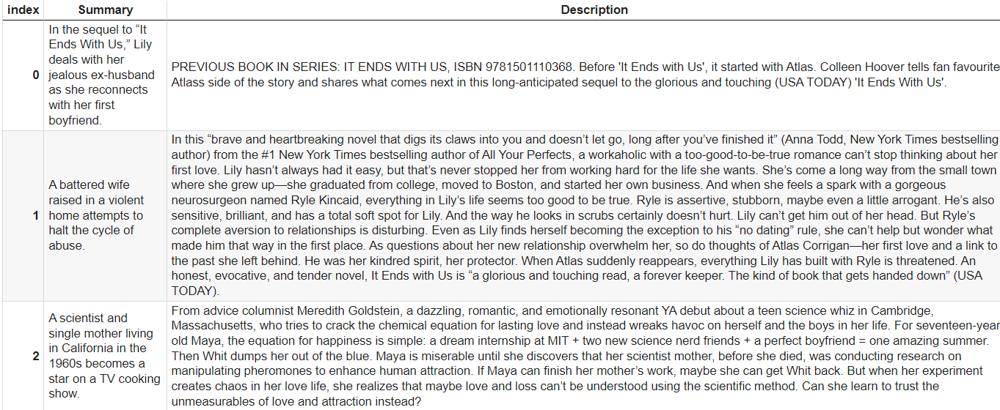 index Summary Description
In the sequel to “It
Ends With Us,” Lily
deals with her
jealous ex-husband
as she reconnects
with her first
boyfriend.
0
PREVIOUS BOOK IN SERIES: IT ENDS WITH US, ISBN 9781501110368. Before 'It Ends with Us', it started with Atlas. Colleen Hoover tells fan favourite
Atlass side of the story and shares what comes next in this long-anticipated sequel to the glorious and touching (USA TODAY) 'It Ends With Us'.
1
A battered wife
raised in a violent
home attempts to
halt the cycle of
abuse.
In this “brave and heartbreaking novel that digs its claws into you and doesn’t let go, long after you’ve finished it” (Anna Todd, New York Times bestselling
author) from the #1 New York Times bestselling author of All Your Perfects, a workaholic with a too-good-to-be-true romance can’t stop thinking about her
first love. Lily hasn’t always had it easy, but that’s never stopped her from working hard for the life she wants. She’s come a long way from the small town
where she grew up—she graduated from college, moved to Boston, and started her own business. And when she feels a spark with a gorgeous
neurosurgeon named Ryle Kincaid, everything in Lily’s life seems too good to be true. Ryle is assertive, stubborn, maybe even a little arrogant. He’s also
sensitive, brilliant, and has a total soft spot for Lily. And the way he looks in scrubs certainly doesn’t hurt. Lily can’t get him out of her head. But Ryle’s
complete aversion to relationships is disturbing. Even as Lily finds herself becoming the exception to his “no dating” rule, she can’t help but wonder what
made him that way in the first place. As questions about her new relationship overwhelm her, so do thoughts of Atlas Corrigan—her first love and a link to
the past she left behind. He was her kindred spirit, her protector. When Atlas suddenly reappears, everything Lily has built with Ryle is threatened. An
honest, evocative, and tender novel, It Ends with Us is “a glorious and touching read, a forever keeper. The kind of book that gets handed down” (USA
TODAY).
2
A scientist and
single mother living
in California in the
1960s becomes a
star on a TV cooking
show.
From advice columnist Meredith Goldstein, a dazzling, romantic, and emotionally resonant YA debut about a teen science whiz in Cambridge,
Massachusetts, who tries to crack the chemical equation for lasting love and instead wreaks havoc on herself and the boys in her life. For seventeen-year
old Maya, the equation for happiness is simple: a dream internship at MIT + two new science nerd friends + a perfect boyfriend = one amazing summer.
Then Whit dumps her out of the blue. Maya is miserable until she discovers that her scientist mother, before she died, was conducting research on
manipulating pheromones to enhance human attraction. If Maya can finish her mother’s work, maybe she can get Whit back. But when her experiment
creates chaos in her love life, she realizes that maybe love and loss can’t be understood using the scientific method. Can she learn to trust the
unmeasurables of love and attraction instead?